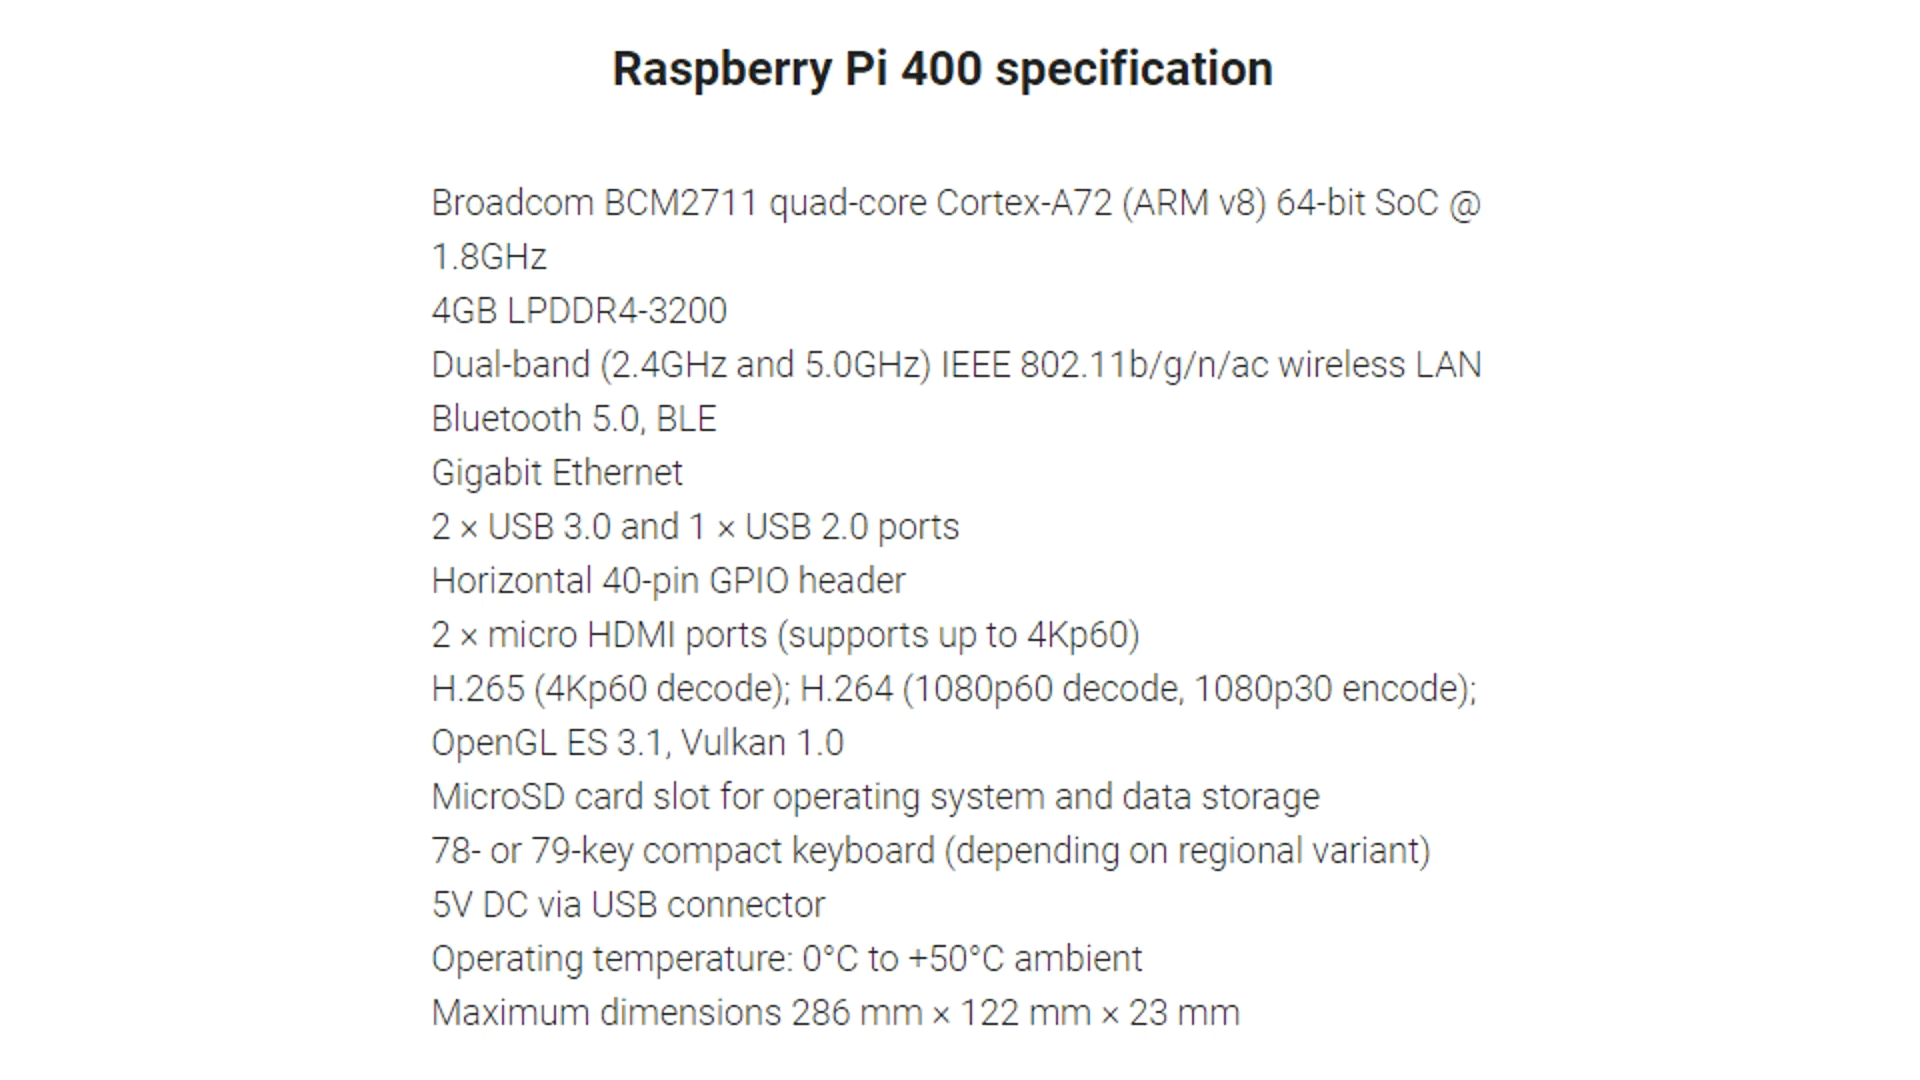 Raspberry Pi 400 specification
Broadcom BCM2711 quad-core Cortex-A72 (ARM v8) 64-bit SoC @
1.8GHz
4GB LPDDR4-3200
Dual-band (2.4GHz and 5.0GHz) IEEE 802.11b/g/n/ac wireless LAN
Bluetooth 5.0, BLE
Gigabit Ethernet
2 × USB 3.0 and 1 × USB 2.0 ports
Horizontal 40-pin GPIO header
2 × micro HDMI ports (supports up to 4Kp60)
H.265 (4Kp60 decode); H.264 (1080p60 decode, 1080p30 encode);
OpenGL ES 3.1, Vulkan 1.0
MicroSD card slot for operating system and data storage
78- or 79-key compact keyboard (depending on regional variant)
5V DC via USB connector
Operating temperature: 0°C to +50°C ambient
Maximum dimensions 286 mm × 122 mm × 23 mm